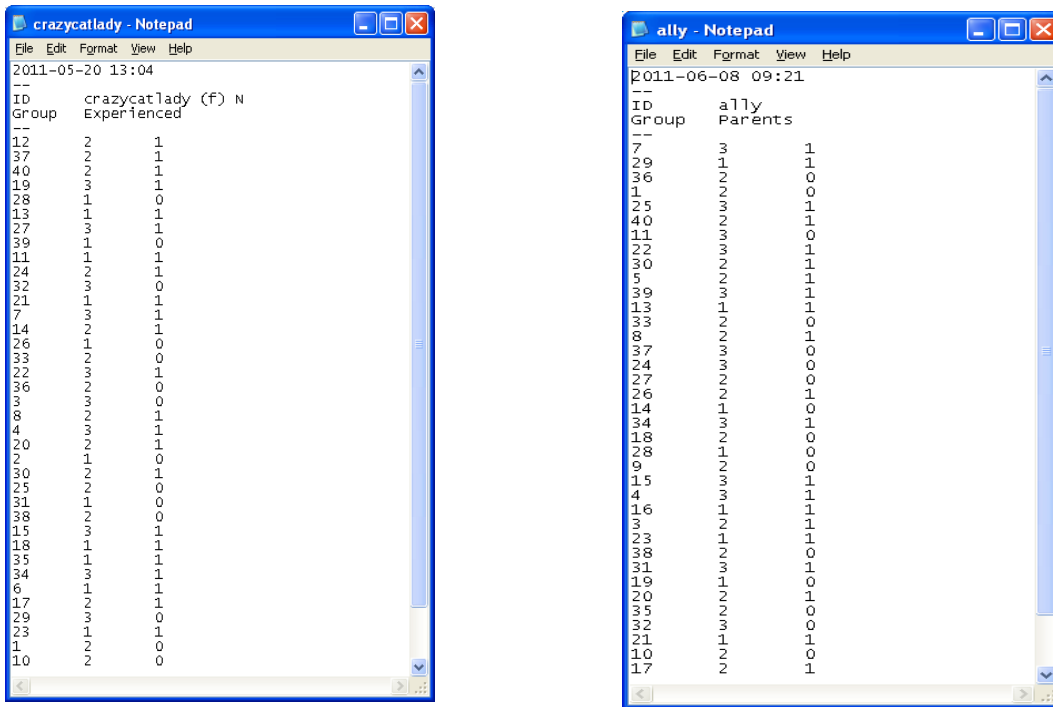 crazycatlady - Notepad
File Edit Format View Help
2011-05-20 13:04
--
ID crazycatlady (f) N
Group Experienced
--
12 2 1
37 2 1
40 2 1
19 3 1
28 1 0
13 1 1
27 3 1
39 1 0
11 1 1
24 2 1
32 3 0
21 1 1
7 3 1
14 2 1
26 1 0
33 2 0
22 3 1
36 2 0
3 3 0
8 2 1
4 3 1
20 2 1
2 1 0
30 2 1
25 2 0
31 1 0
38 2 0
15 3 1
18 1 1
35 1 1
34 3 1
6 1 1
17 2 1
29 3 0
23 1 1
1 2 0
10 2 0
ally - Notepad
File Edit Format View Help
2011-06-08 09:21
--
ID ally
Group Parents
--
7 3 1
29 1 1
36 2 0
1 2 0
25 3 1
40 2 1
11 3 0
22 3 1
30 2 1
5 2 1
39 3 1
13 1 1
33 2 0
8 2 1
37 3 0
24 3 0
27 2 0
26 2 1
14 1 0
34 3 1
18 2 0
28 1 0
9 2 0
15 3 1
4 3 1
16 1 1
3 2 1
23 1 1
38 2 0
31 3 1
19 1 0
20 2 1
35 2 0
32 3 0
21 1 1
10 2 0
17 2 1